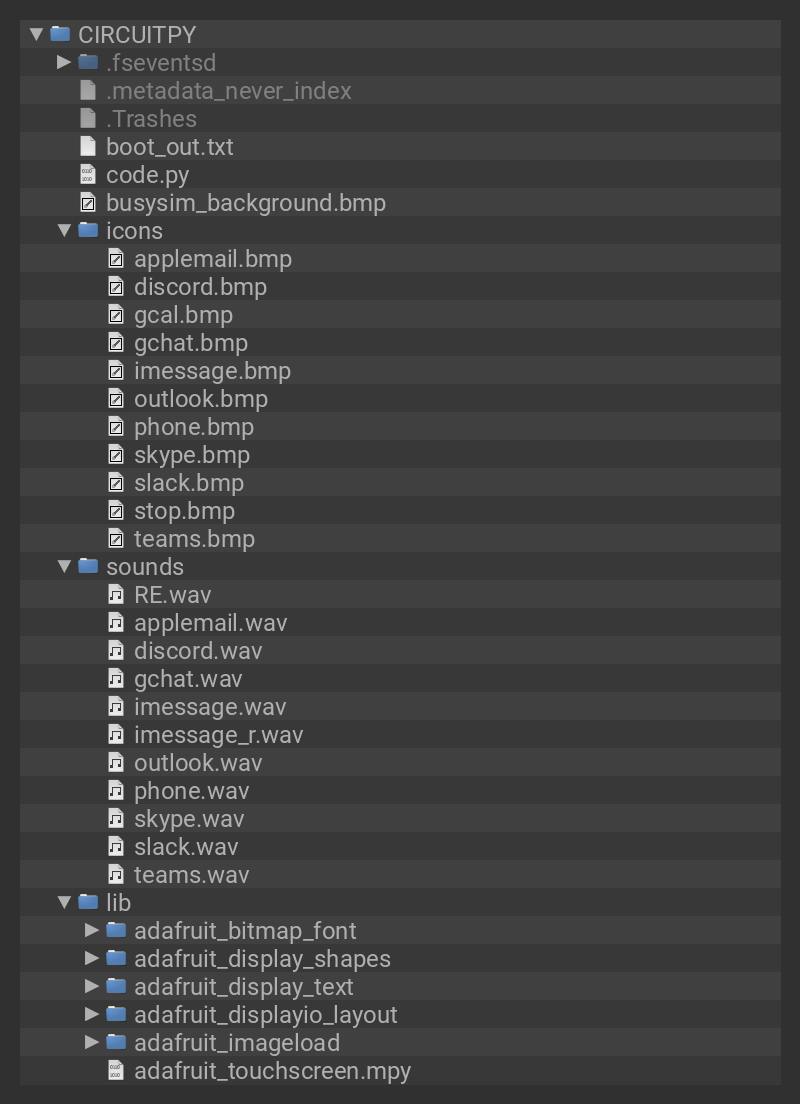 CIRCUITPY
.fseventsd
.metadata_never_index
.Trashes
boot_out.txt
code.py
busysim_background.bmp
icons
applemail.bmp
discord.bmp
gcal.bmp
gchat.bmp
imessage.bmp
outlook.bmp
phone.bmp
skype.bmp
slack.bmp
stop.bmp
teams.bmp
sounds
RE.wav
applemail.wav
discord.wav
gchat.wav
imessage.wav
imessage_r.wav
outlook.wav
phone.wav
skype.wav
slack.wav
teams.wav
lib
adafruit_bitmap_font
adafruit_display_shapes
adafruit_display_text
adafruit_displayio_layout
adafruit_imageload
adafruit_touchscreen.mpy